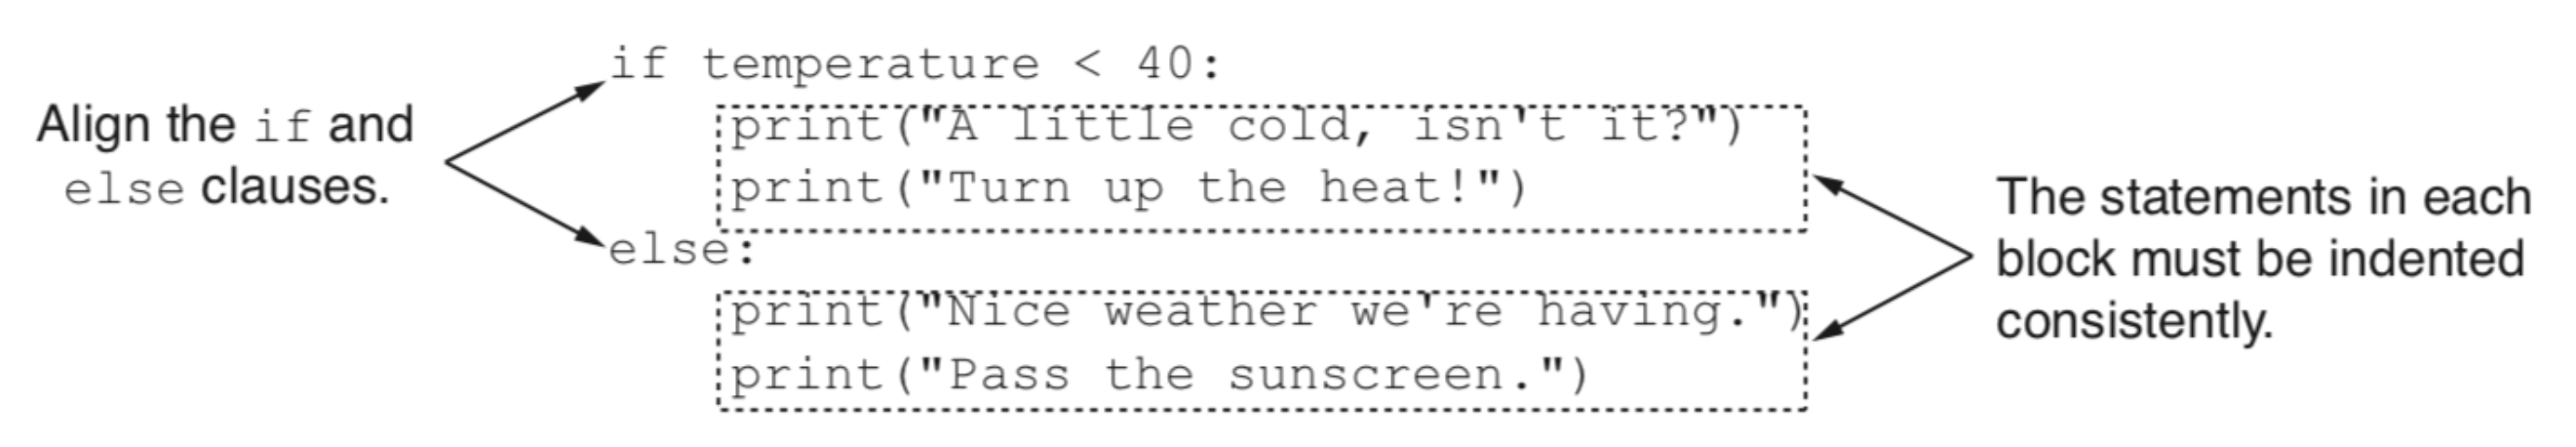 Align the if and
else clauses.
if temperature < 40:
print("A little cold, isn't it?")
print("Turn up the heat!")
else:
print("Nice weather we're having.")
print("Pass the sunscreen.")
The statements in each
block must be indented
consistently.